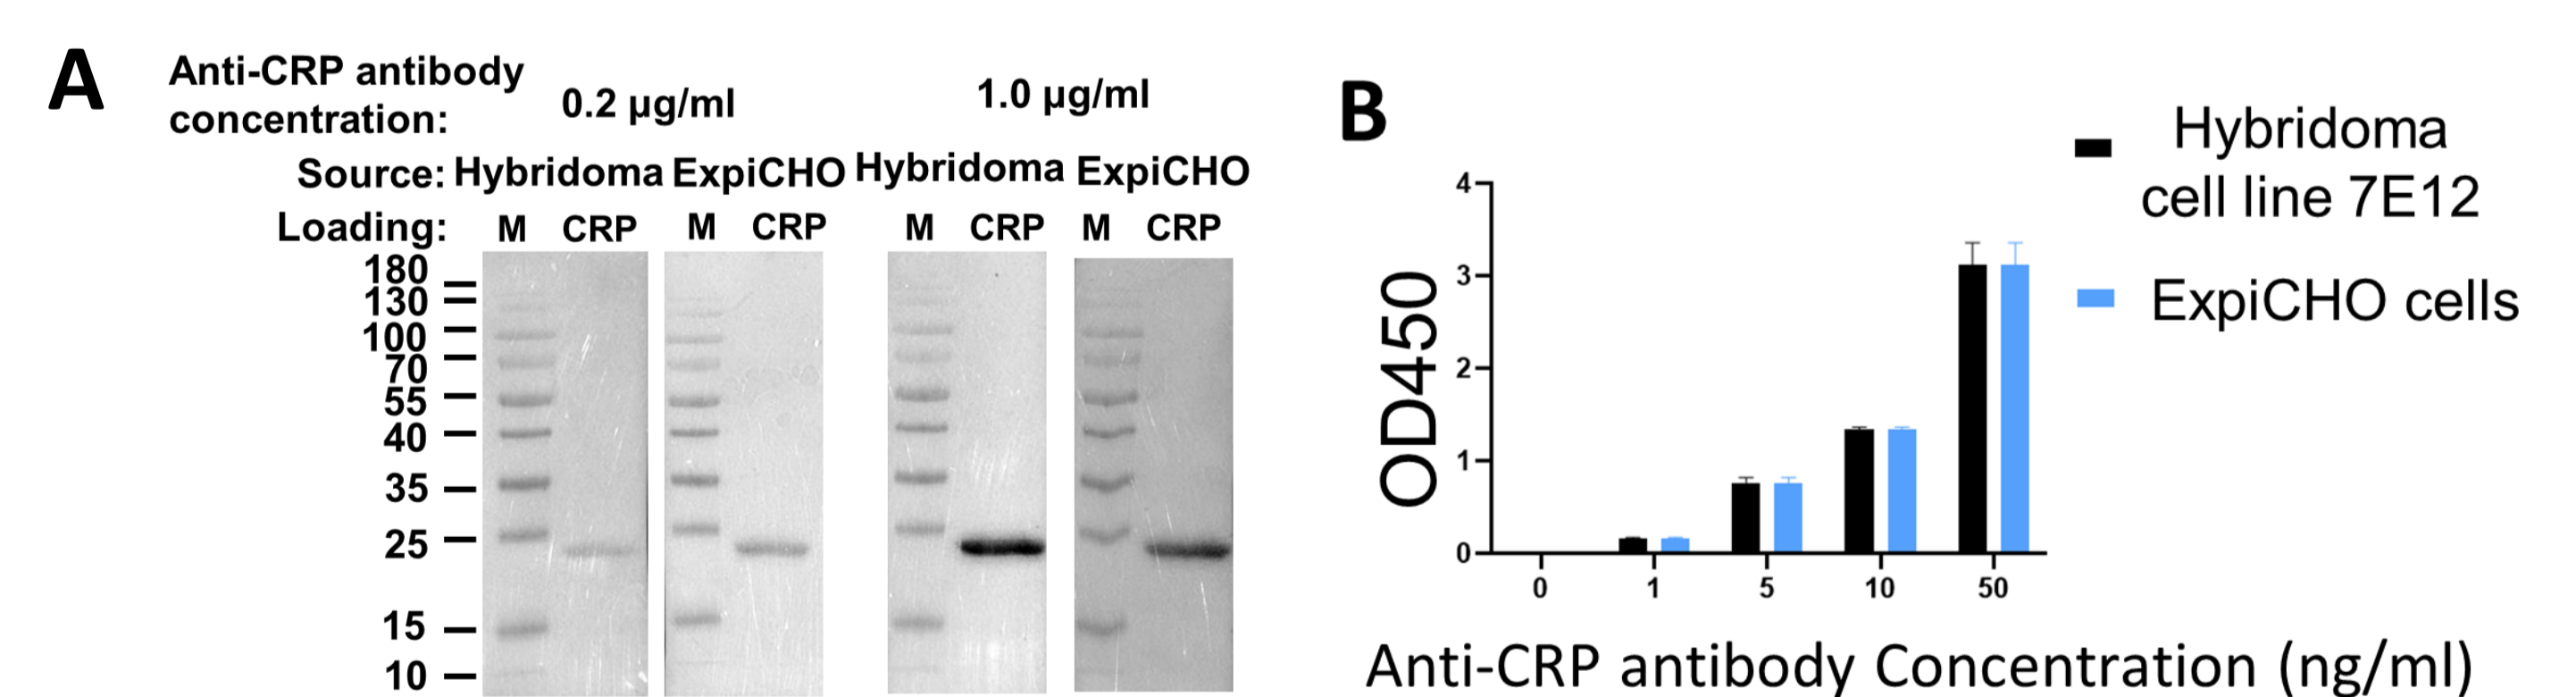 A
Anti-CRP antibody
concentration:
0.2 µg/ml
1.0 µg/ml
Source: Hybridoma ExpiCHO Hybridoma ExpiCHO
Loading: M CRP M CRP M CRP M CRP
180
130
100
70
55
40
35
25
15
10
B
Hybridoma
cell line 7E12
ExpiCHO cells
OD450
4
3
2
1
0
0 1 5 10 50
Anti-CRP antibody Concentration (ng/ml)